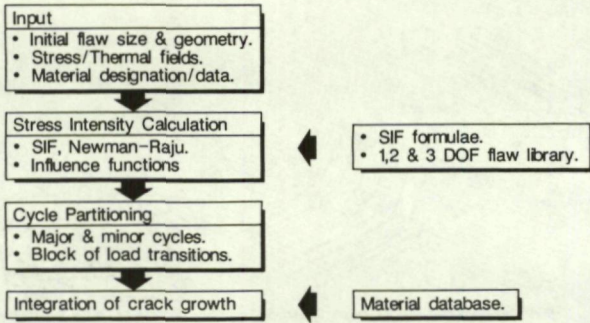 Input
• Initial flaw size & geometry.
• Stress/Thermal fields.
• Material designation/data.
Stress Intensity Calculation
• SIF, Newman-Raju.
• Influence functions
• SIF formulae.
• 1,2 & 3 DOF flaw library.
Cycle Partitioning
• Major & minor cycles.
• Block of load transitions.
Integration of crack growth
Material database.